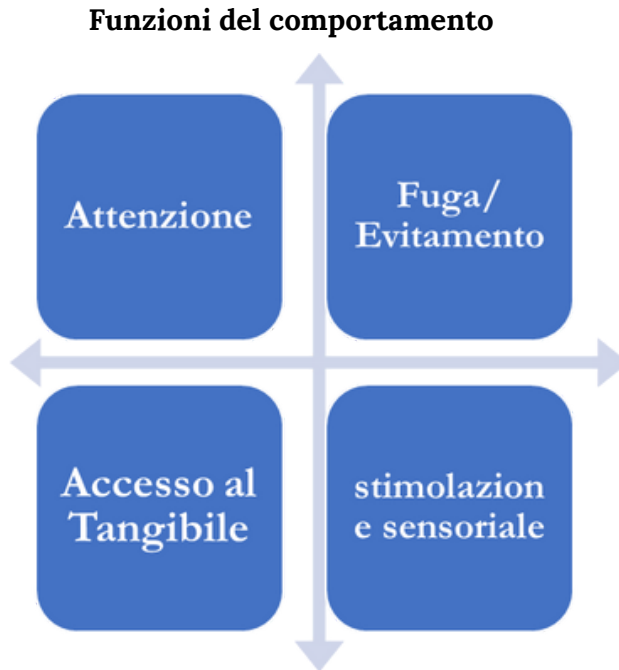 Funzioni del comportamento
Attenzione
Fuga/
Evitamento
Accesso al
Tangibile
stimolazion
e sensoriale